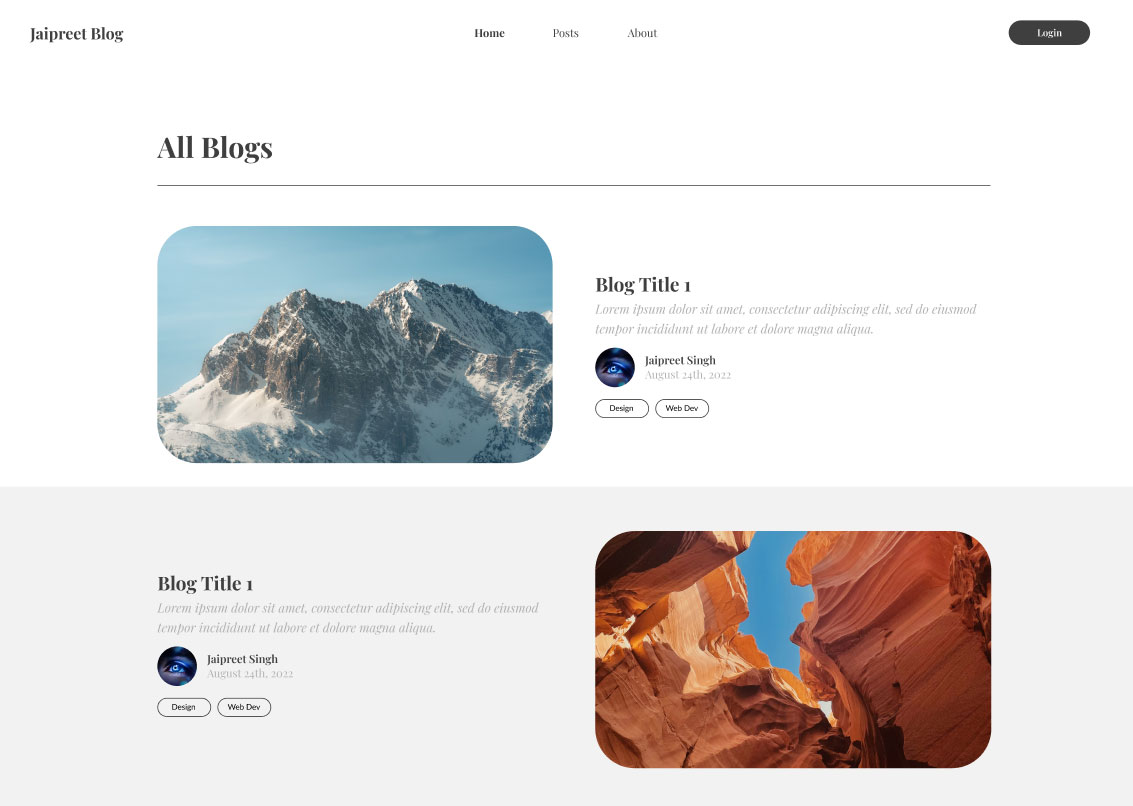 Jaipreet Blog
Home
Posts
About
Login
All Blogs
Blog Title 1
Lorem ipsum dolor sit amet, consectetur adipiscing elit, sed do eiusmod
tempor incididunt ut labore et dolore magna aliqua.
Jaipreet Singh
August 24th, 2022
Design
Web Dev
Blog Title 1
Lorem ipsum dolor sit amet, consectetur adipiscing elit, sed do eiusmod
tempor incididunt ut labore et dolore magna aliqua.
Jaipreet Singh
August 24th, 2022
Design
Web Dev